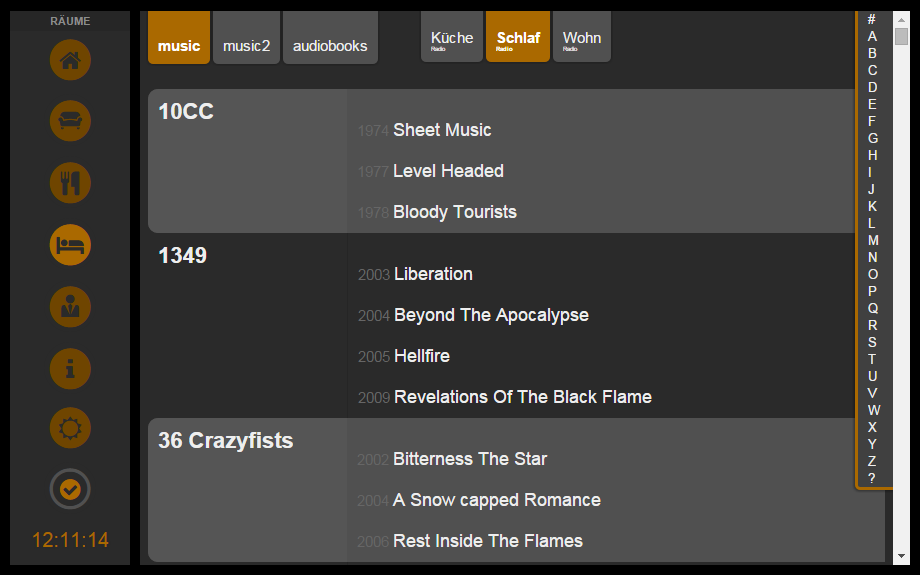 RÄUME
12:11:14
music
music2
audiobooks
Küche
Radio
Schlaf
Radio
Wohn
Radio
10CC
1974 Sheet Music
1977 Level Headed
1978 Bloody Tourists
1349
2003 Liberation
2004 Beyond The Apocalypse
2005 Hellfire
2009 Revelations Of The Black Flame
36 Crazyfists
2002 Bitterness The Star
2004 A Snow capped Romance
2006 Rest Inside The Flames
#
A
B
C
D
E
F
G
H
I
J
K
L
M
N
O
P
Q
R
S
T
U
V
W
X
Y
Z
?